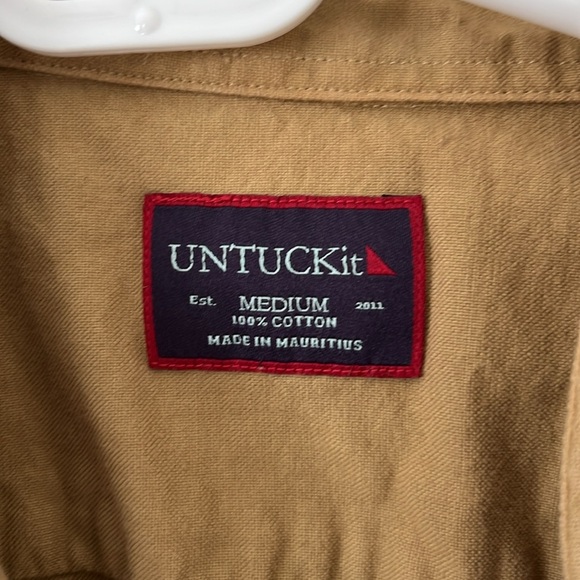 UNTUCKit
Est. MEDIUM 2011
100% COTTON
MADE IN MAURITIUS